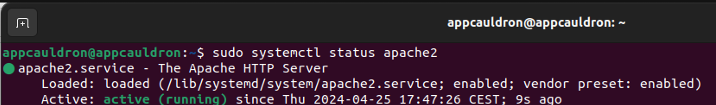 appcauldron@appcauldron: ~
appcauldron@appcauldron:~$ sudo systemctl status apache2
● apache2.service - The Apache HTTP Server
Loaded: loaded (/lib/systemd/system/apache2.service; enabled; vendor preset: enabled)
Active: active (running) since Thu 2024-04-25 17:47:26 CEST; 9s ago